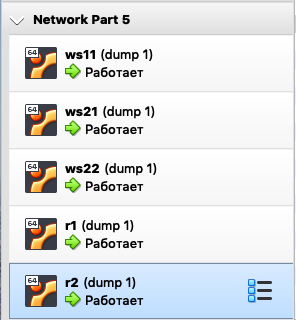 Network Part 5
64
ws11 (dump 1)
Работает
64
ws21 (dump 1)
Работает
64
ws22 (dump 1)
Работает
64
r1 (dump 1)
Работает
64
r2 (dump 1)
Работает